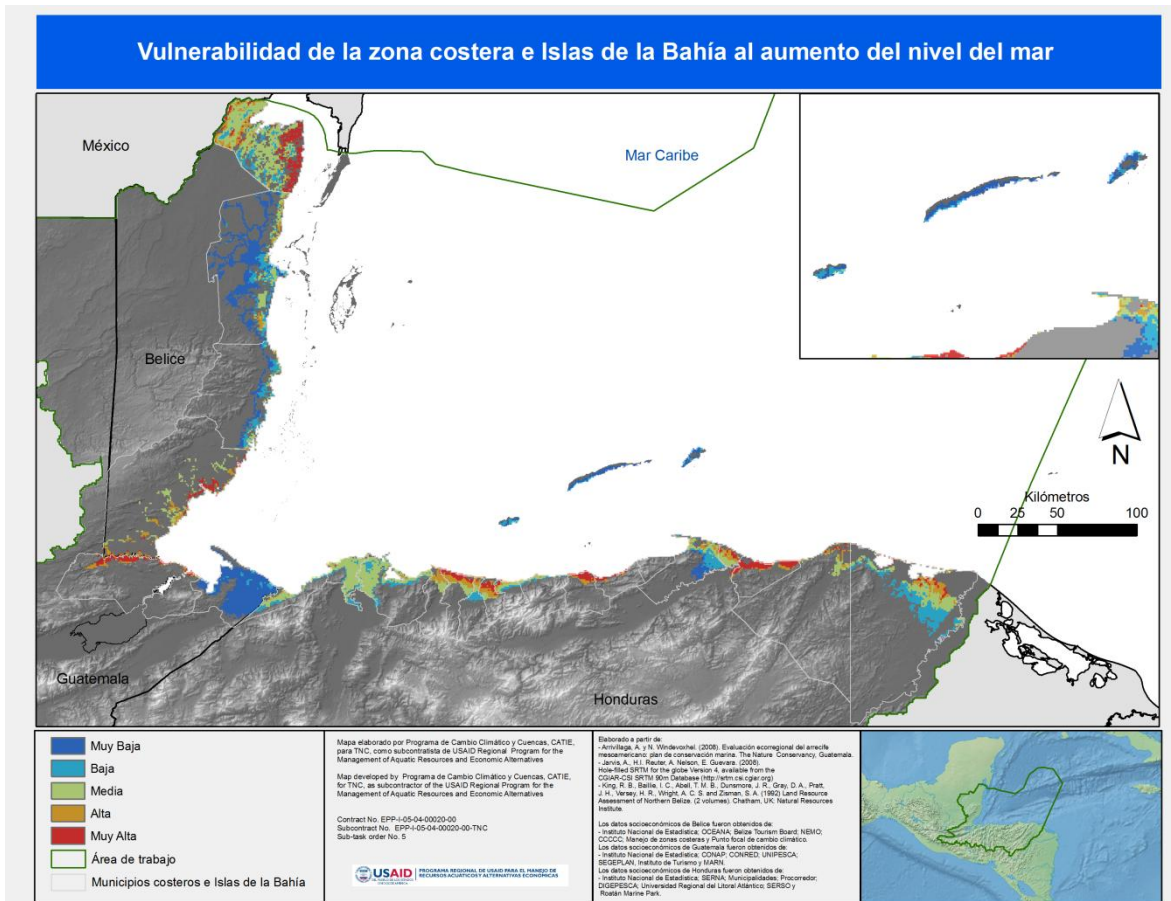 Vulnerabilidad de la zona costera e Islas de la Bahía al aumento del nivel del mar
México
Mar Caribe
Belice
N
Kilómetros
0 25 50 100
Guatemala
Honduras
Muy Baja
Baja
Media
Alta
Muy Alta
Área de trabajo
Municipios costeros e Islas de la Bahía
Mapa elaborado por Programa de Cambio Climático y Cuencas, CATIE,
para TNC, como subcontratista de USAID Regional Program for the
Management of Aquatic Resources and Economic Alternatives
Map developed by Programa de Cambio Climático y Cuencas, CATIE,
for TNC, as subcontractor of the USAID Regional Program for the
Management of Aquatic Resources and Economic Alternatives
Contract No. EPP-I-05-04-00020-00
Subcontract No. EPP-I-05-04-00020-00-TNC
Sub-task order No. 5
USAID
PROGRAMA REGIONAL DE USAID PARA EL MANEJO DE
RECURSOS ACUÁTICOS Y ALTERNATIVAS ECONÓMICAS
Elaborado a partir de:
- Arrivillaga, A. y N. Windevoxhel. (2008). Evaluación ecorregional del arrecife
mesoamericano: plan de conservación marina. The Nature Conservancy, Guatemala.
- Jarvis, A., H.I. Reuter, A. Nelson, E. Guevara. (2008).
Hole-filled SRTM for the globe Version 4, available from the
CGIAR-CSI SRTM 90m Database (http://srtm.csi.cgiar.org)
- King, R. B., Baillie, I. C., Abell, T. M. B., Dunsmore, J. R., Gray, D. A., Pratt,
J. H., Versey, H. R., Wright, A. C. S. and Zisman, S. A. (1992) Land Resource
Assessment of Northern Belize. (2 volumes). Chatham, UK: Natural Resources
Institute.
Los datos socioeconómicos de Belice fueron obtenidos de:
- Instituto Nacional de Estadística; OCEANA; Belize Tourism Board; NEMO;
CCCCC; Manejo de zonas costeras y Punto focal de cambio climático.
Los datos socioeconómicos de Guatemala fueron obtenidos de:
- Instituto Nacional de Estadística; CONAP; CONRED; UNIPESCA;
SEGEPLAN, Instituto de Turismo y MARN.
Los datos socioeconómicos de Honduras fueron obtenidos de:
- Instituto Nacional de Estadística; SERNA; Municipalidades; Procorredor;
DIGEPESCA; Universidad Regional del Litoral Atlántico; SERSO y
Roatán Marine Park.